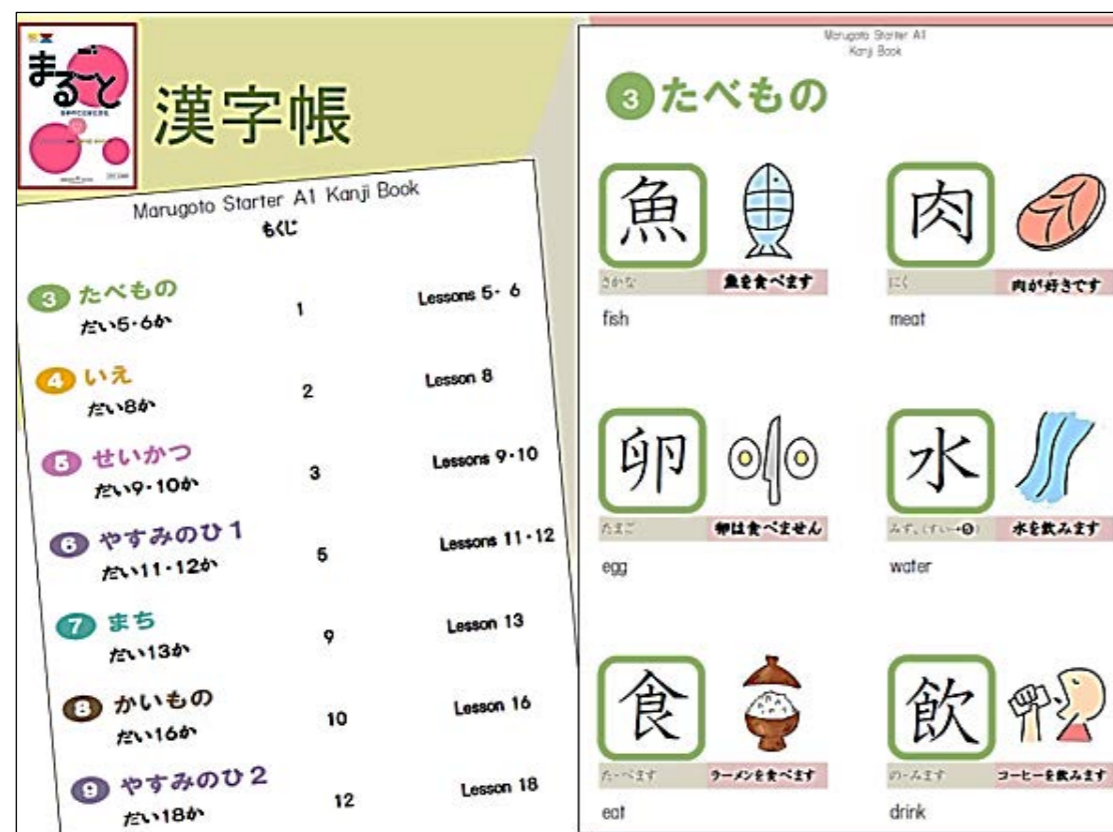 まるごと
漢字帳
Marugoto Starter A1 Kanji Book
もくじ
3 たべもの
だい5・6か 1 Lessons 5・6
4 いえ
だい8か 2 Lesson 8
5 せいかつ
だい9・10か 3 Lessons 9・10
6 やすみのひ1
だい11・12か 5 Lessons 11・12
7 まち
だい13か 9 Lesson 13
8 かいもの
だい16か 10 Lesson 16
9 やすみのひ2
だい18か 12 Lesson 18
Marugoto Starter A1
Kanji Book
3 たべもの
魚 肉
さかな 魚を食べます にく 肉が好きです
fish meat
卵 水
たまご 卵は食べません みず、(すい→5) 水を飲みます
egg water
食 飲
た-べます ラーメンを食べます の-みます コーヒーを飲みます
eat drink